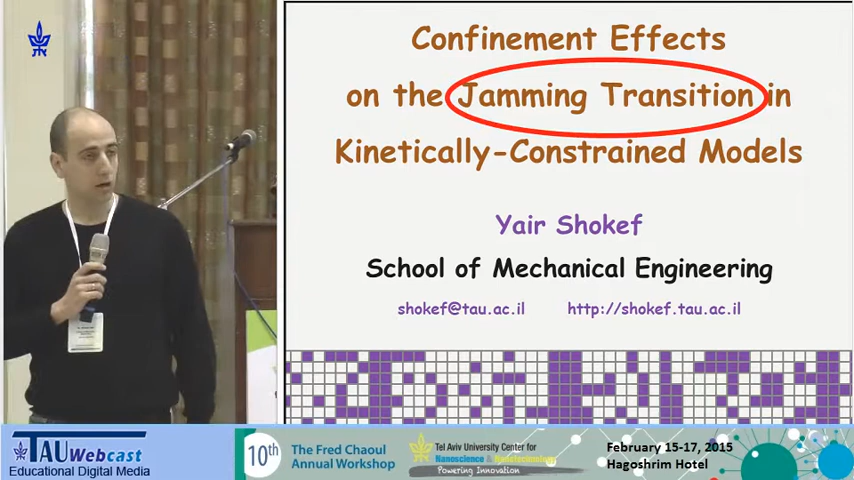 Confinement Effects
on the Jamming Transition in
Kinetically-Constrained Models
Yair Shokef
School of Mechanical Engineering
shokef@tau.ac.il http://shokef.tau.ac.il
TAU Webcast
Educational Digital Media
10th
The Fred Chaoul
Annual Workshop
Tel Aviv University Center for
Nanoscience & Nanotechnology
Powering Innovation
February 15-17, 2015
Hagoshrim Hotel